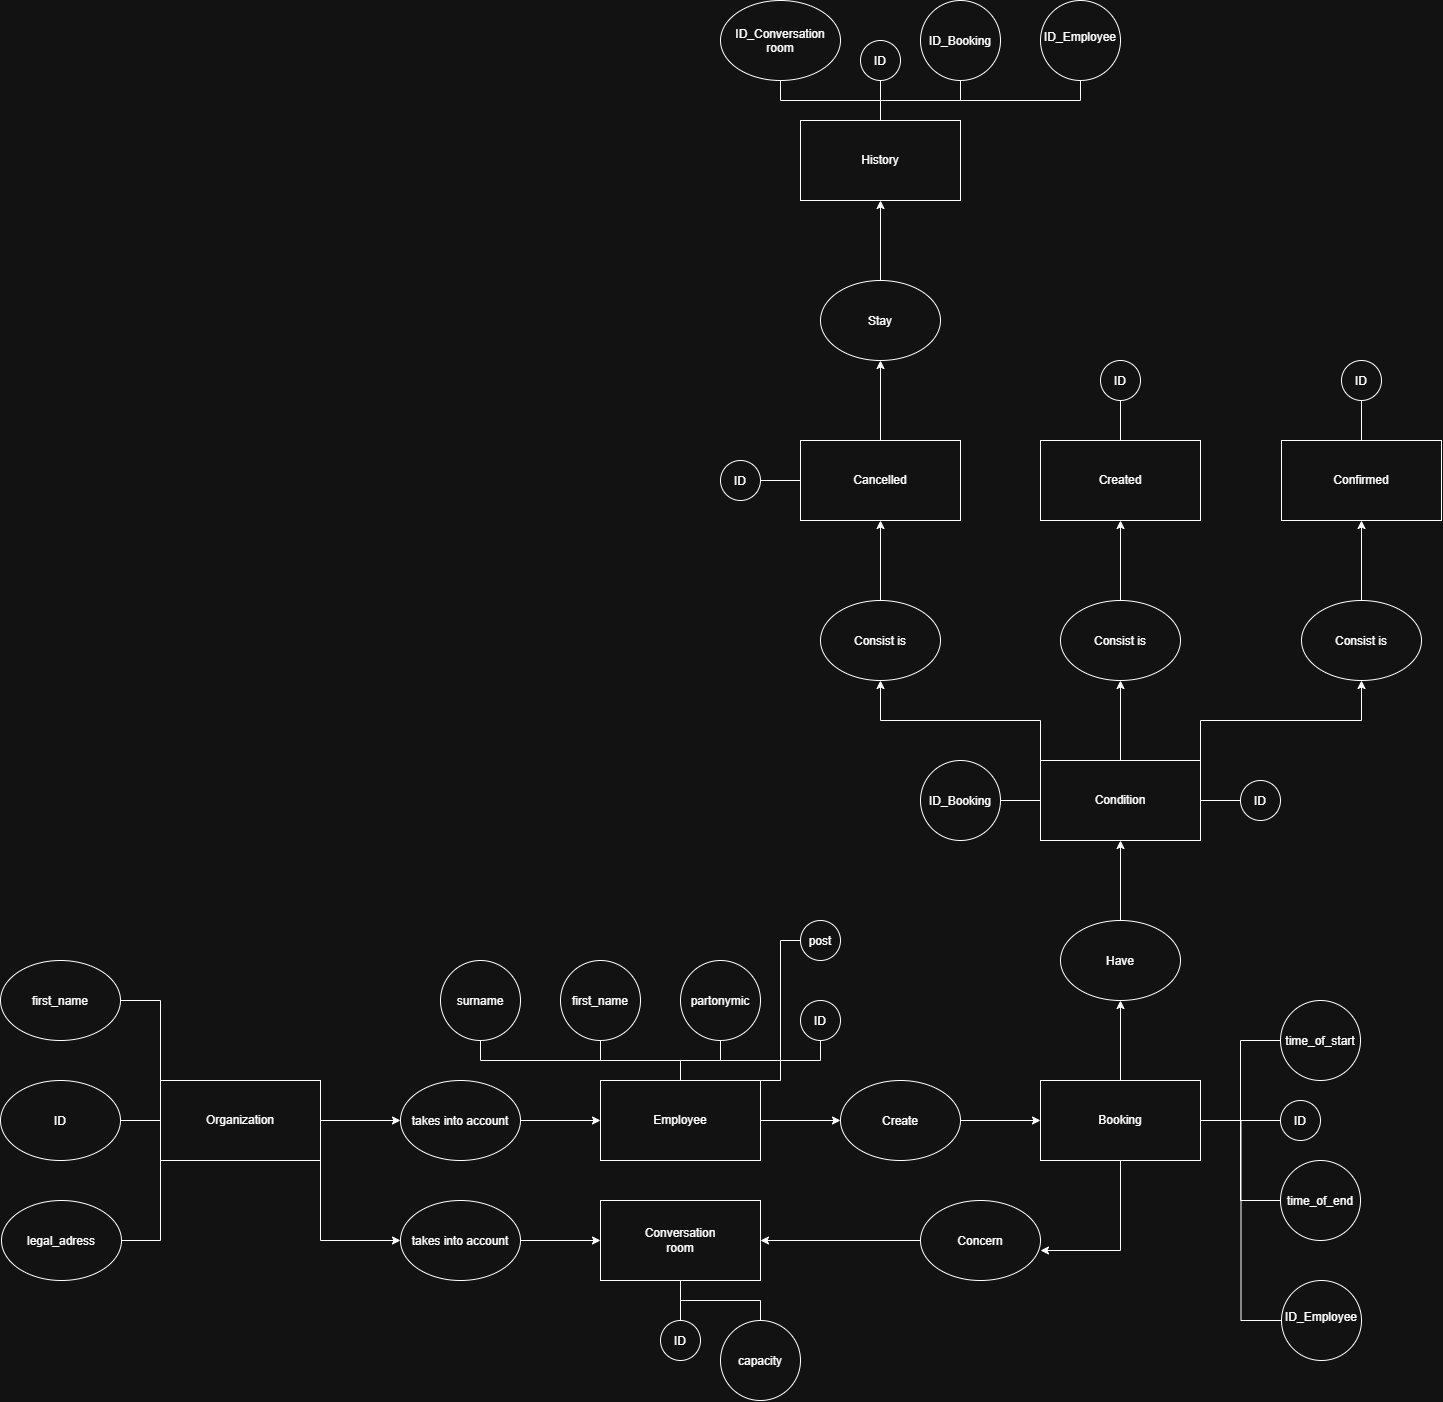 ID_Conversation
room
ID
ID_Booking
ID_Employee
History
Stay
ID
ID
ID
Cancelled
Created
Confirmed
Consist is
Consist is
Consist is
ID_Booking
Condition
ID
Have
post
first_name
surname
first_name
partonymic
ID
time_of_start
ID
Organization
takes into account
Employee
Create
Booking
ID
time_of_end
legal_adress
takes into account
Conversation
room
Concern
ID
capacity
ID_Employee